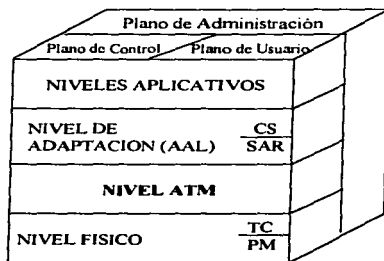 Plano de Administración
Plano de Control Plano de Usuario
NIVELES APLICATIVOS
NIVEL DE CS
ADAPTACION (AAL) SAR
NIVEL ATM
TC
NIVEL FISICO PM